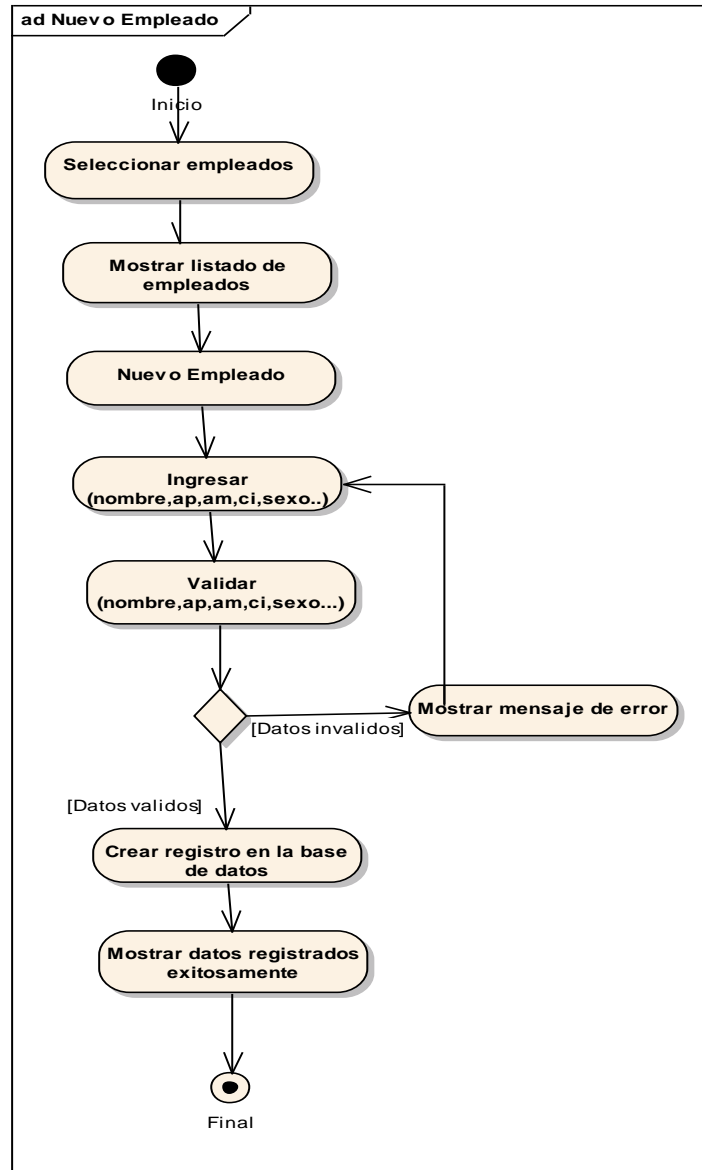 ad Nuevo Empleado
Inicio
Seleccionar empleados
Mostrar listado de
empleados
Nuevo Empleado
Ingresar
(nombre,ap,am,ci,sexo..)
Validar
(nombre,ap,am,ci,sexo...)
[Datos invalidos]
Mostrar mensaje de error
[Datos validos]
Crear registro en la base
de datos
Mostrar datos registrados
exitosamente
Final